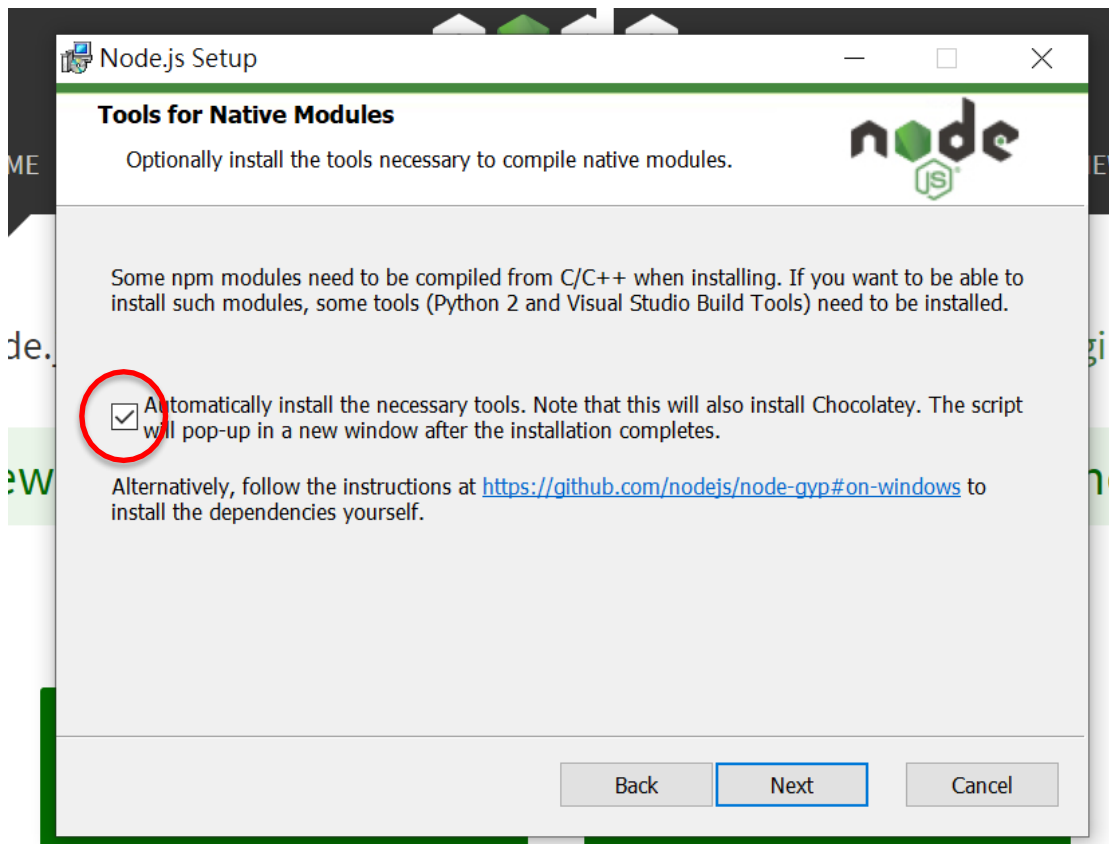 Node.js Setup
Tools for Native Modules
Optionally install the tools necessary to compile native modules.
node
JS
ME
Some npm modules need to be compiled from C/C++ when installing. If you want to be able to
install such modules, some tools (Python 2 and Visual Studio Build Tools) need to be installed.
de.j
gi
Automatically install the necessary tools. Note that this will also install Chocolatey. The script
will pop-up in a new window after the installation completes.
ew
Alternatively, follow the instructions at https://github.com/nodejs/node-gyp#on-windows to
install the dependencies yourself.
Back
Next
Cancel